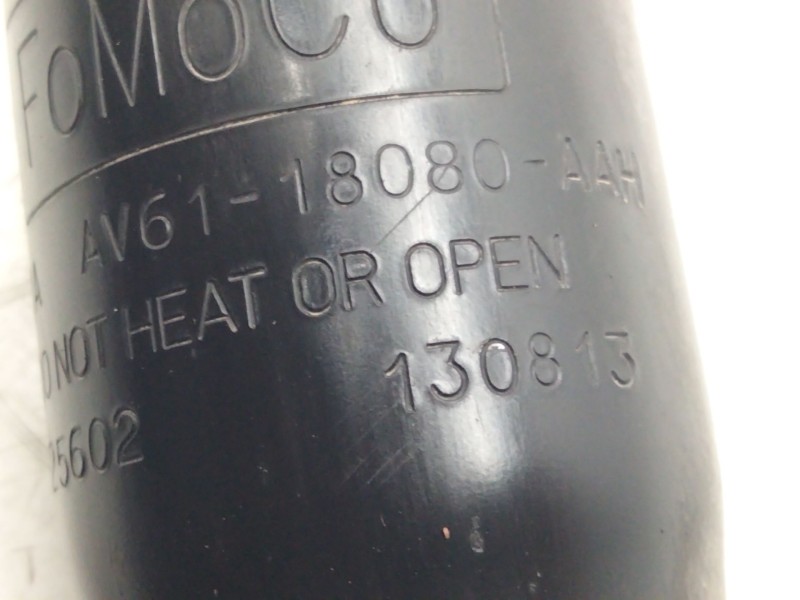 FoMoCo
A AV61-18080-AAH
DO NOT HEAT OR OPEN
130813
25602